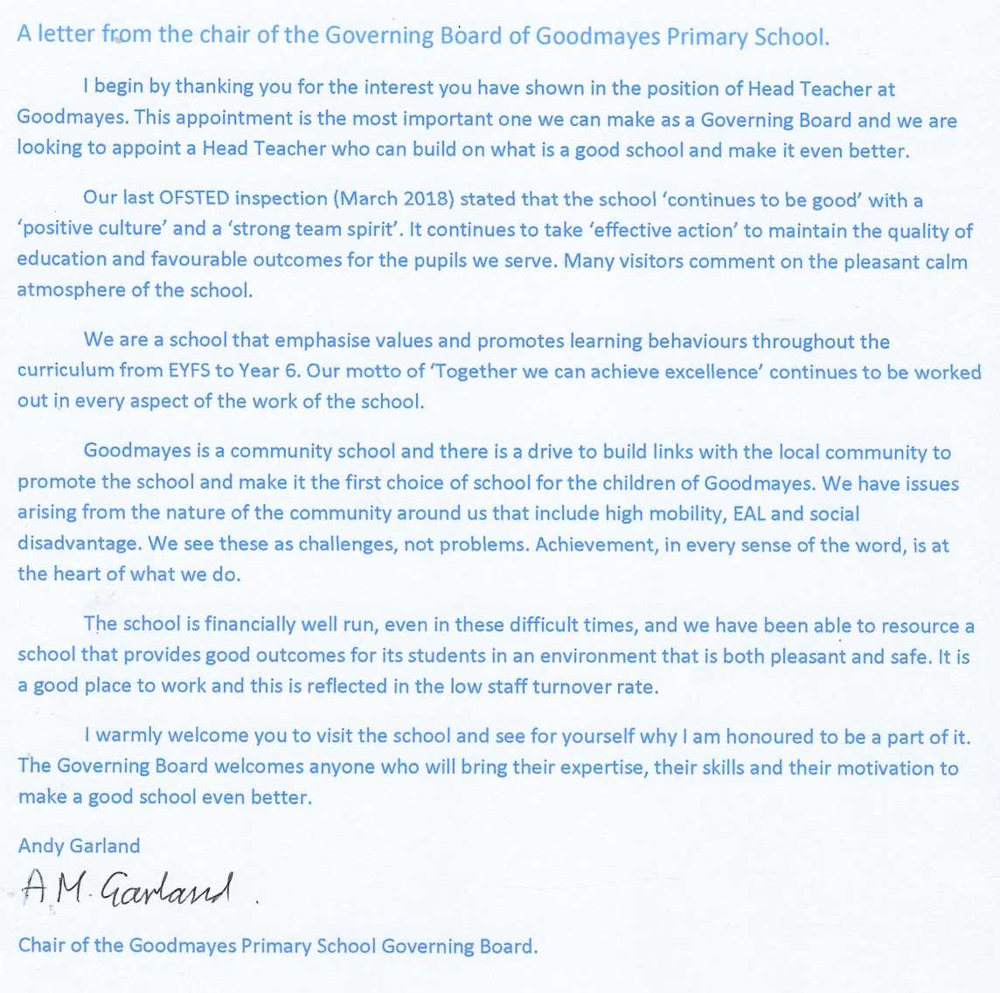 A letter from the chair of the Governing Board of Goodmayes Primary School.
I begin by thanking you for the interest you have shown in the position of Head Teacher at
Goodmayes. This appointment is the most important one we can make as a Governing Board and we are
looking to appoint a Head Teacher who can build on what is a good school and make it even better.
Our last OFSTED inspection (March 2018) stated that the school ‘continues to be good’ with a
‘positive culture’ and a ‘strong team spirit’. It continues to take ‘effective action’ to maintain the quality of
education and favourable outcomes for the pupils we serve. Many visitors comment on the pleasant calm
atmosphere of the school.
We are a school that emphasise values and promotes learning behaviours throughout the
curriculum from EYFS to Year 6. Our motto of ‘Together we can achieve excellence’ continues to be worked
out in every aspect of the work of the school.
Goodmayes is a community school and there is a drive to build links with the local community to
promote the school and make it the first choice of school for the children of Goodmayes. We have issues
arising from the nature of the community around us that include high mobility, EAL and social
disadvantage. We see these as challenges, not problems. Achievement, in every sense of the word, is at
the heart of what we do.
The school is financially well run, even in these difficult times, and we have been able to resource a
school that provides good outcomes for its students in an environment that is both pleasant and safe. It is
a good place to work and this is reflected in the low staff turnover rate.
I warmly welcome you to visit the school and see for yourself why I am honoured to be a part of it.
The Governing Board welcomes anyone who will bring their expertise, their skills and their motivation to
make a good school even better.
Andy Garland
A.M. Garland.
Chair of the Goodmayes Primary School Governing Board.